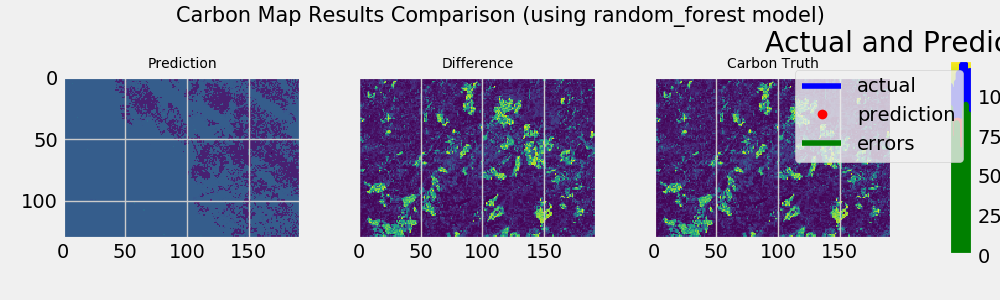 Carbon Map Results Comparison (using random_forest model)
Actual and Predic
Prediction
Difference
Carbon Truth
0
50
100
0
50
100
150
0
50
100
150
0
50
100
150
actual
prediction
errors
10
75
50
25
0